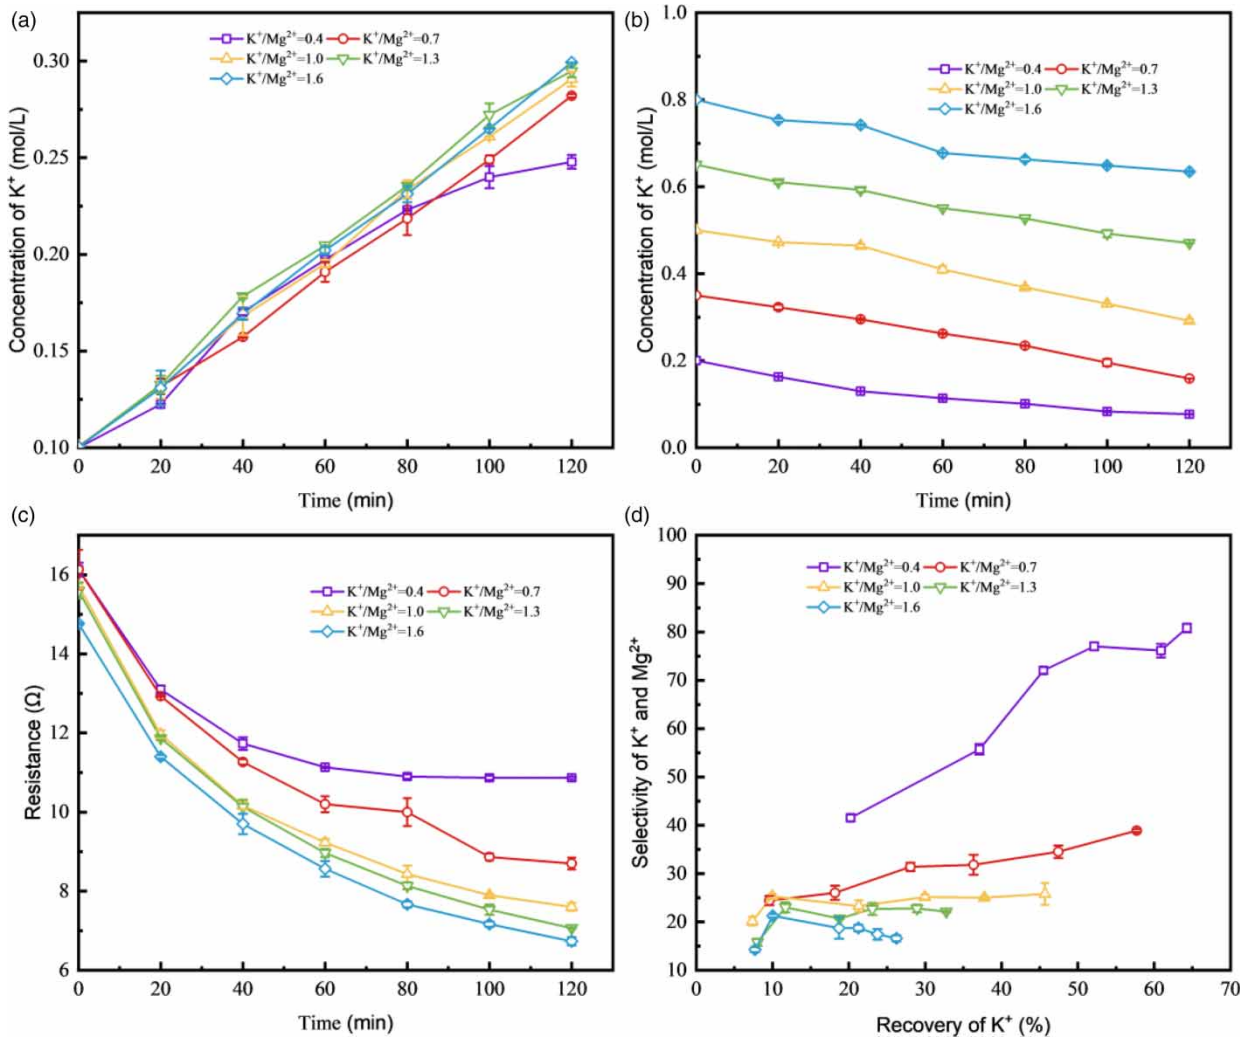 (a)
K⁺/Mg²⁺=0.4 K⁺/Mg²⁺=0.7
K⁺/Mg²⁺=1.0 K⁺/Mg²⁺=1.3
K⁺/Mg²⁺=1.6
0.30
0.25
0.20
0.15
0.10
Concentration of K⁺ (mol/L)
0 20 40 60 80 100 120
Time (min)
(b)
K⁺/Mg²⁺=0.4 K⁺/Mg²⁺=0.7
K⁺/Mg²⁺=1.0 K⁺/Mg²⁺=1.3
K⁺/Mg²⁺=1.6
1.0
0.8
0.6
0.4
0.2
0.0
Concentration of K⁺ (mol/L)
0 20 40 60 80 100 120
Time (min)
(c)
K⁺/Mg²⁺=0.4 K⁺/Mg²⁺=0.7
K⁺/Mg²⁺=1.0 K⁺/Mg²⁺=1.3
K⁺/Mg²⁺=1.6
16
14
12
10
8
6
Resistance (Ω)
0 20 40 60 80 100 120
Time (min)
(d)
K⁺/Mg²⁺=0.4 K⁺/Mg²⁺=0.7
K⁺/Mg²⁺=1.0 K⁺/Mg²⁺=1.3
K⁺/Mg²⁺=1.6
100
90
80
70
60
50
40
30
20
10
Selectivity of K⁺ and Mg²⁺
0 10 20 30 40 50 60 70
Recovery of K⁺ (%)